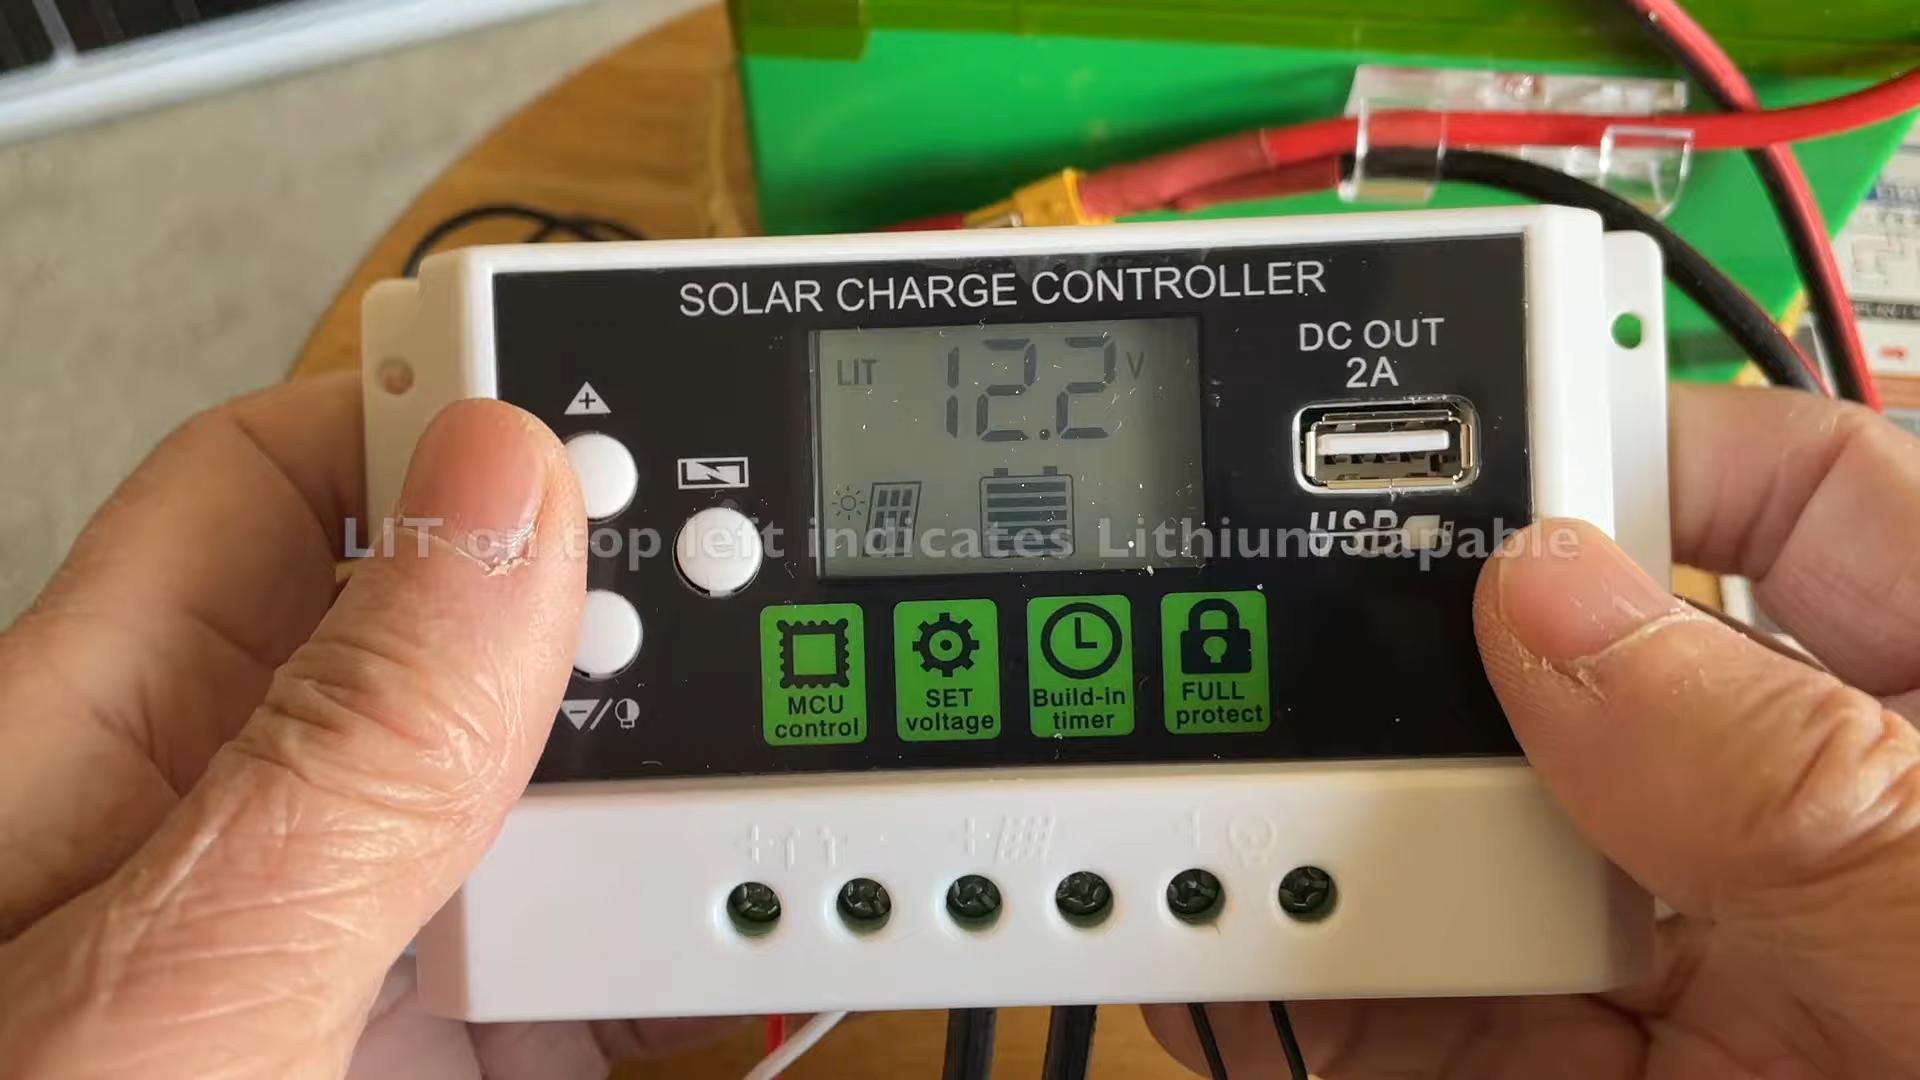 SOLAR CHARGE CONTROLLER
DC OUT
2A
LIT
12.2 V
LIT on top left indicates Lithium capable
USB
MCU
control
SET
voltage
Build-in
timer
FULL
protect